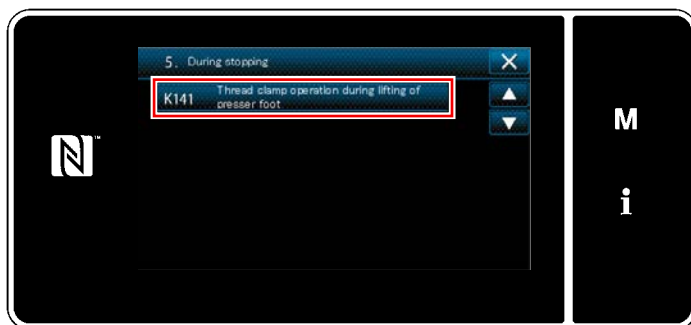 5. During stopping
K141 Thread clamp operation during lifting of
presser foot
M
i